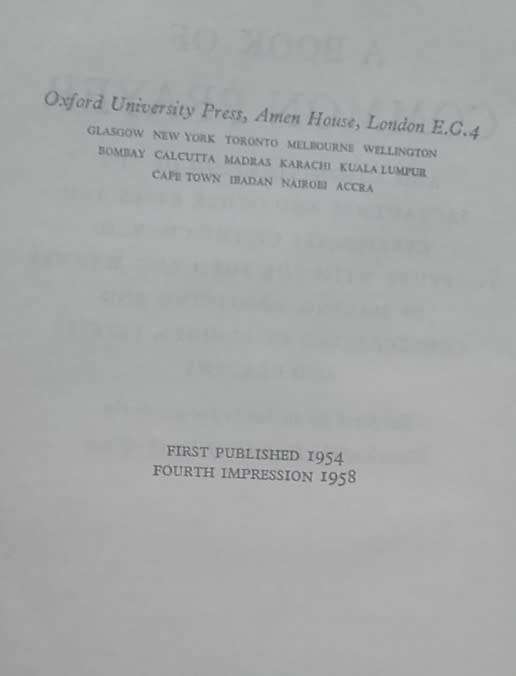 Oxford University Press, Amen House, London E.C.4
GLASGOW NEW YORK TORONTO MELBOURNE WELLINGTON
BOMBAY CALCUTTA MADRAS KARACHI KUALA LUMPUR
CAPE TOWN IBADAN NAIROBI ACCRA
FIRST PUBLISHED 1954
FOURTH IMPRESSION 1958